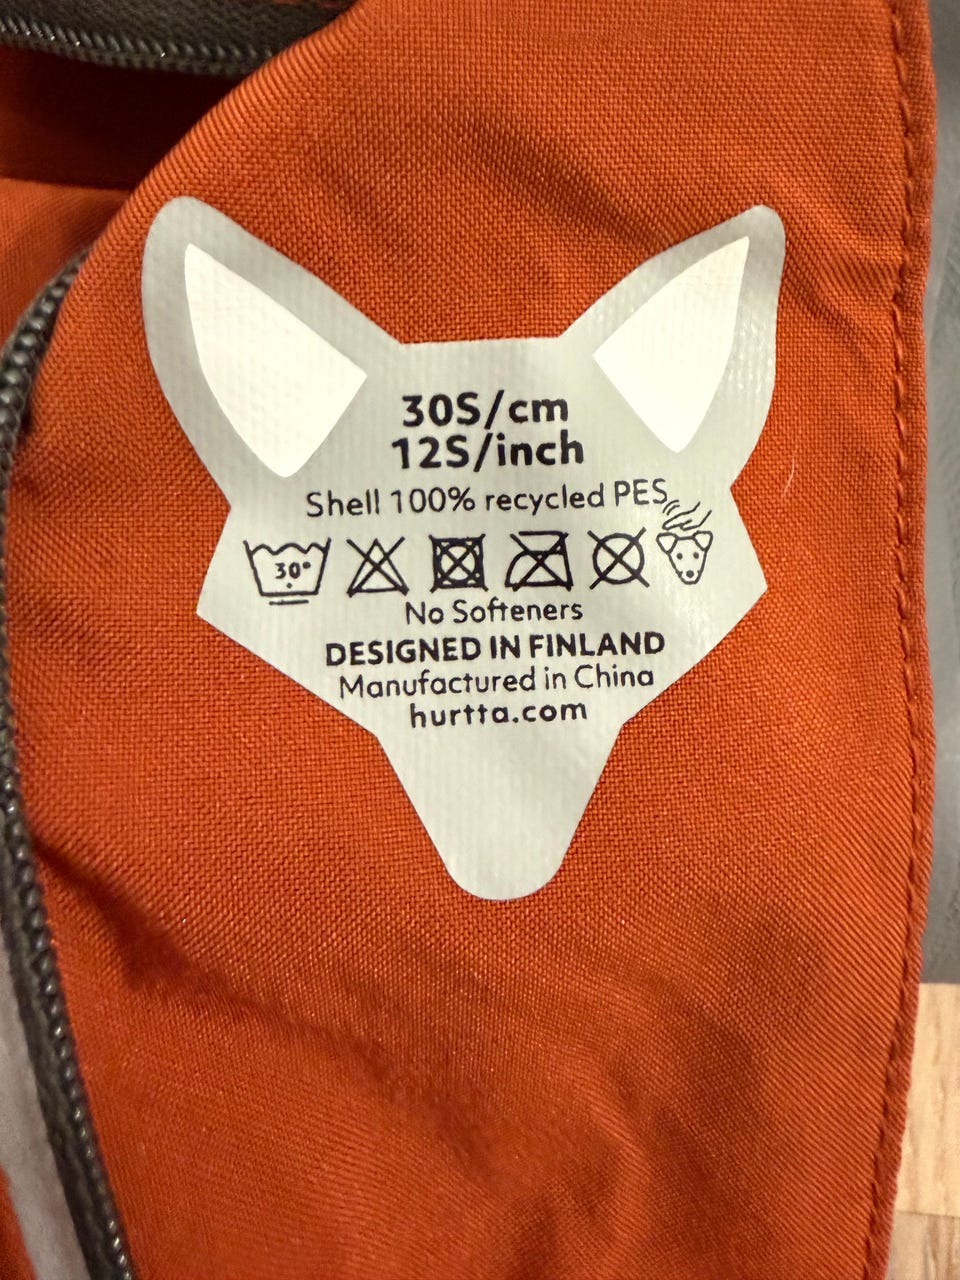 30S/cm
12S/inch
Shell 100% recycled PES
30°
No Softeners
DESIGNED IN FINLAND
Manufactured in China
hurtta.com